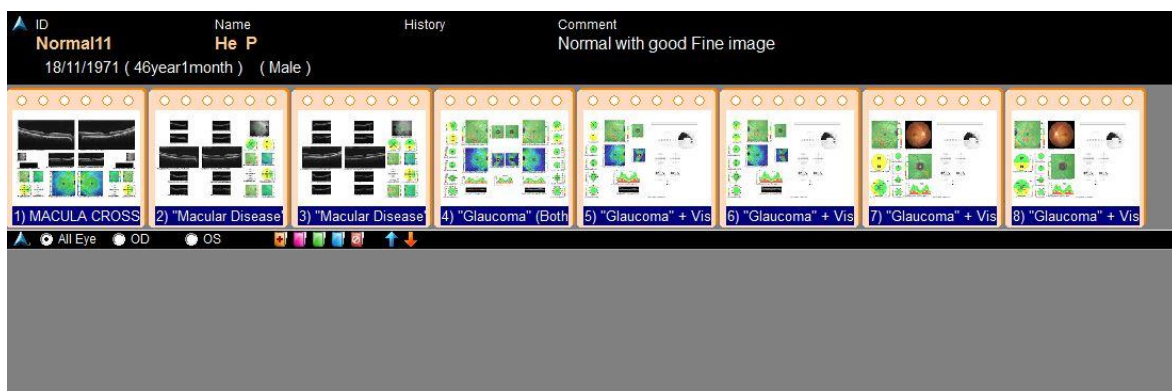 ID Name History Comment
Normal11 He P Normal with good Fine image
18/11/1971 ( 46year1month ) ( Male )
1) MACULA CROSS 2) "Macular Disease" 3) "Macular Disease" 4) "Glaucoma" (Both 5) "Glaucoma" + Vis 6) "Glaucoma" + Vis 7) "Glaucoma" + Vis 8) "Glaucoma" + Vis
All Eye OD OS